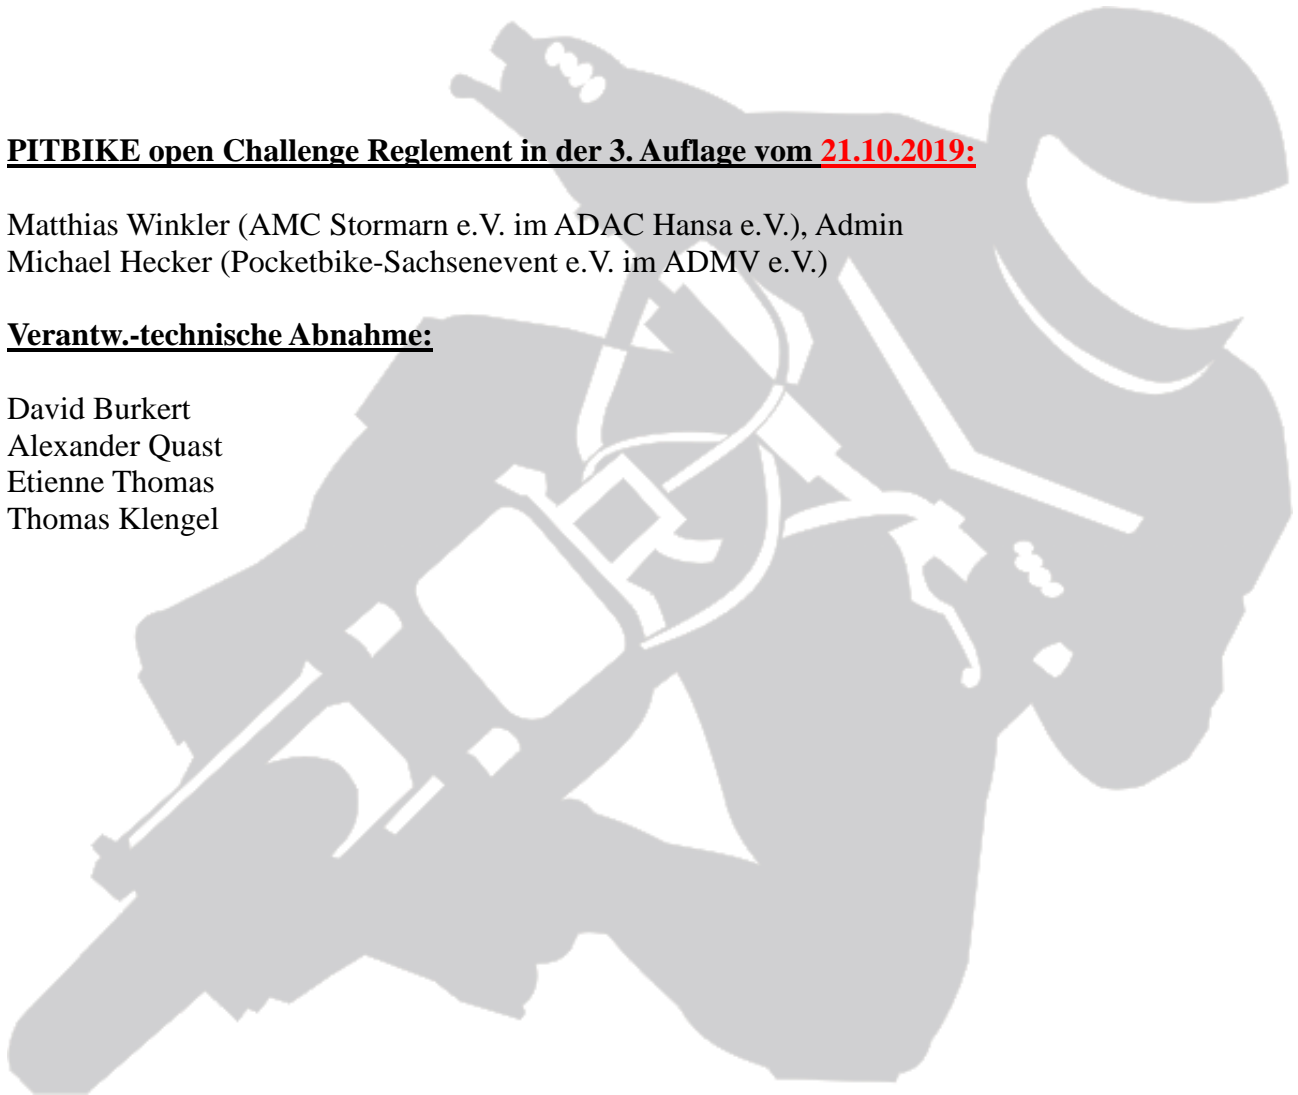 PITBIKE open Challenge Reglement in der 3. Auflage vom 21.10.2019:
Matthias Winkler (AMC Stormarn e.V. im ADAC Hansa e.V.), Admin
Michael Hecker (Pocketbike-Sachsenevent e.V. im ADMV e.V.)
Verantw.-technische Abnahme:
David Burkert
Alexander Quast
Etienne Thomas
Thomas Klengel